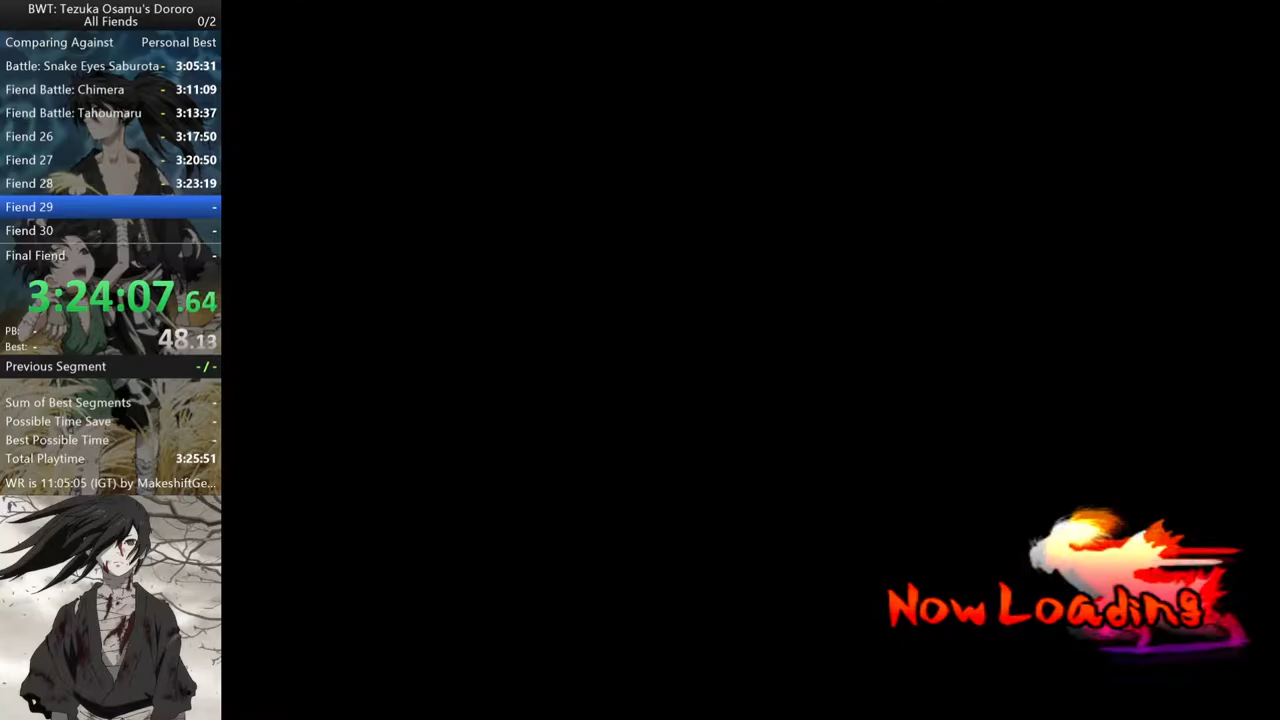 BWT: Tezuka Osamu's Dororo
All Fiends 0/2
Comparing Against Personal Best
Battle: Snake Eyes Saburota - 3:05:31
Fiend Battle: Chimera - 3:11:09
Fiend Battle: Tahoumaru - 3:13:37
Fiend 26 - 3:17:50
Fiend 27 - 3:20:50
Fiend 28 - 3:23:19
Fiend 29 -
Fiend 30 -
Final Fiend -
3:24:07.64
PB: - 48.13
Best: -
Previous Segment - / -
Sum of Best Segments -
Possible Time Save -
Best Possible Time -
Total Playtime 3:25:51
WR is 11:05:05 (IGT) by MakeshiftGe...
Now Loading